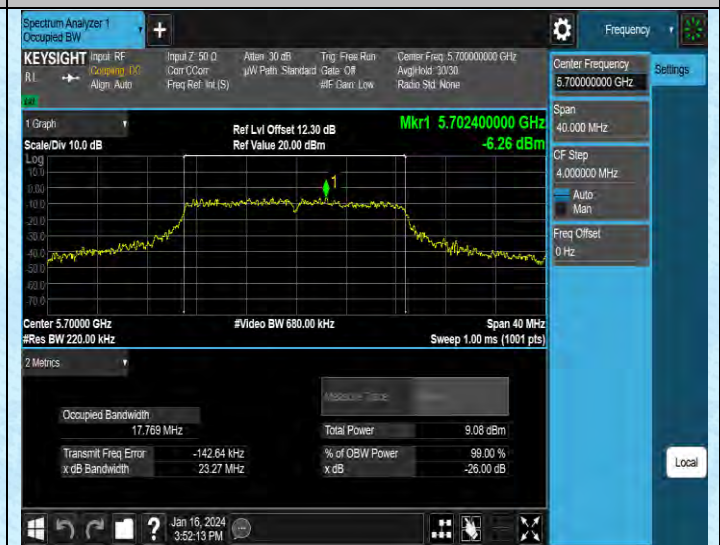 Spectrum Analyzer 1
Occupied BW
Frequency
KEYSIGHT
Input: RF
Coupling: DC
Align: Auto
Input Z: 50 Ω
Corr CCorr
Freq Ref: Int (S)
Atten: 30 dB
µW Path: Standard
Trig: Free Run
Gate: Off
#IF Gain: Low
Center Freq: 5.700000000 GHz
Avg|Hold: 30/30
Radio Std: None
Center Frequency
5.700000000 GHz
Settings
Span
40.000 MHz
CF Step
4.000000 MHz
Auto
Man
Freq Offset
0 Hz
1 Graph
Scale/Div 10.0 dB
Ref Lvl Offset 12.30 dB
Ref Value 20.00 dBm
Mkr1 5.702400000 GHz
-6.26 dBm
Log
10.0
0.00
-10.0
-20.0
-30.0
-40.0
-50.0
-60.0
-70.0
1
Center 5.70000 GHz
#Res BW 220.00 kHz
#Video BW 680.00 kHz
Span 40 MHz
Sweep 1.00 ms (1001 pts)
2 Metrics
Measure Trace
Occupied Bandwidth
17.769 MHz
Total Power 9.08 dBm
Transmit Freq Error -142.64 kHz
% of OBW Power 99.00 %
x dB Bandwidth 23.27 MHz
x dB -26.00 dB
Local
?
Jan 16, 2024
3:52:13 PM